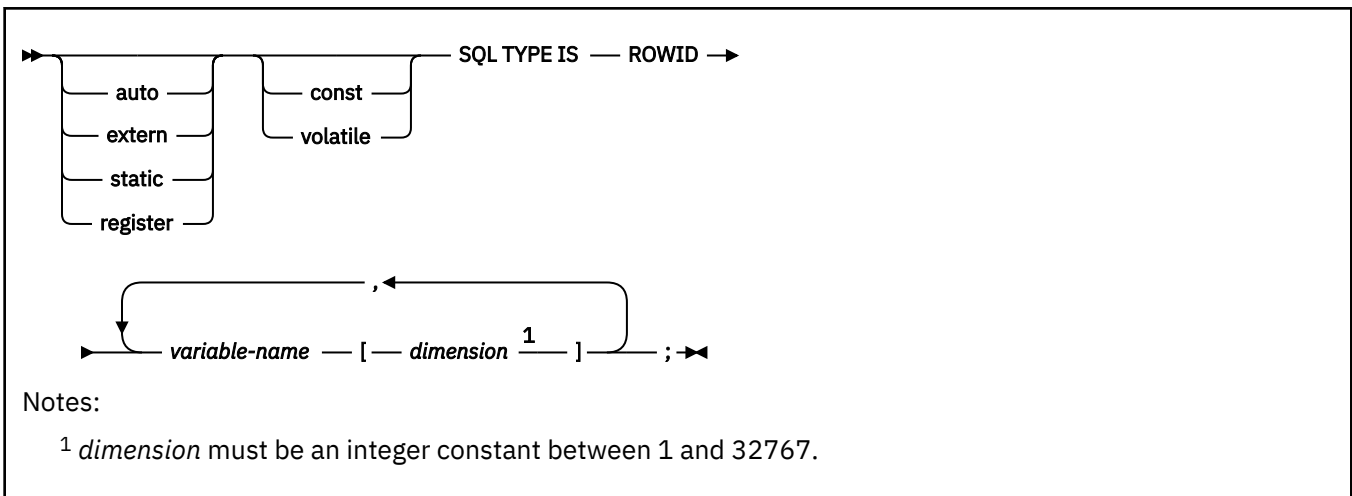 SQL TYPE IS ROWID
auto const
extern volatile
static
register
,
variable-name [ dimension 1 ] ;
Notes:
1 dimension must be an integer constant between 1 and 32767.